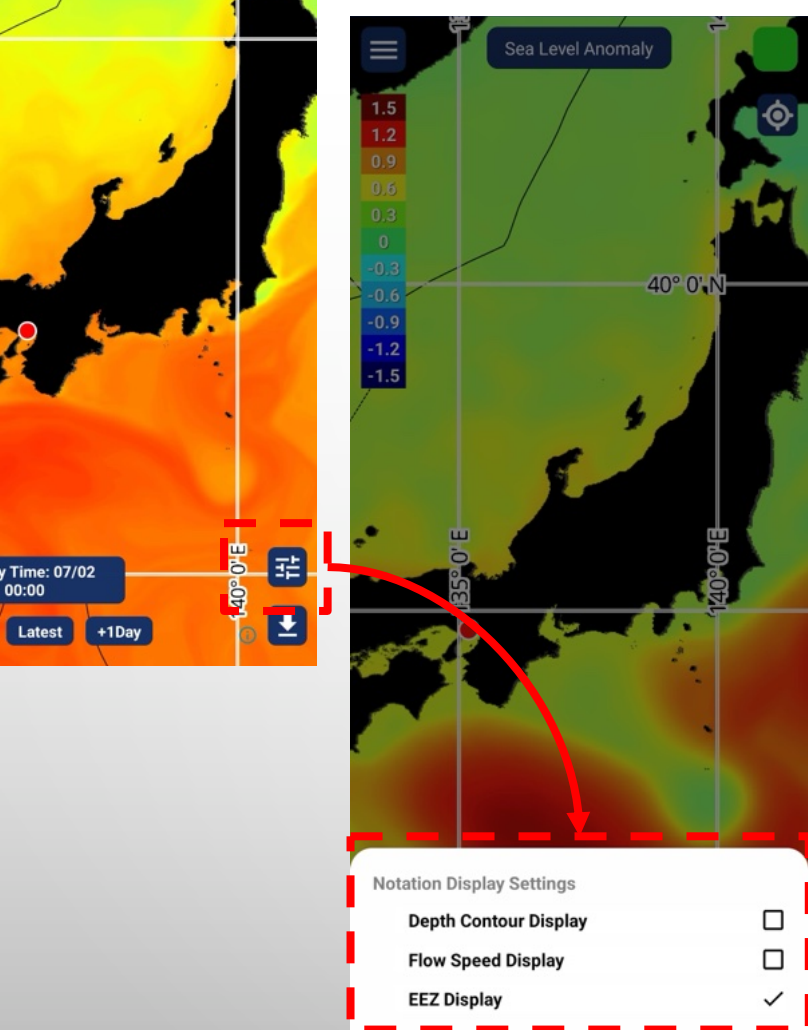 140° 0' E
y Time: 07/02
00:00
Latest
+1Day
Sea Level Anomaly
1.5
1.2
0.9
0.6
0.3
0
-0.3
-0.6
-0.9
-1.2
-1.5
40° 0' N
135° 0' E
140° 0' E
Notation Display Settings
Depth Contour Display
Flow Speed Display
EEZ Display